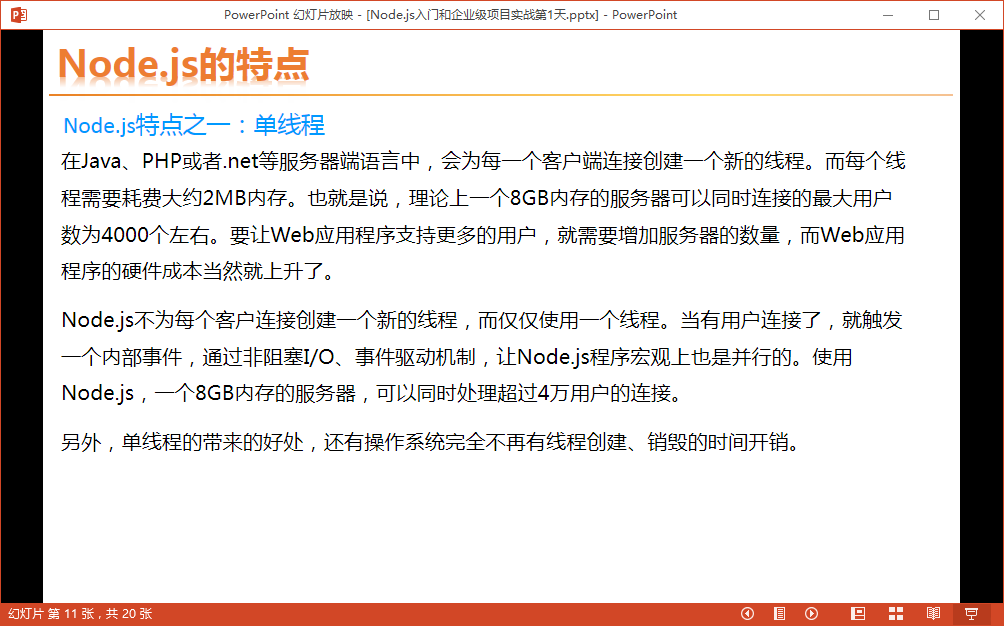 PowerPoint 幻灯片放映 - [Node.js入门和企业级项目实战第1天.pptx] - PowerPoint
Node.js的特点
Node.js特点之一：单线程
在Java、PHP或者.net等服务器端语言中，会为每一个客户端连接创建一个新的线程。而每个线
程需要耗费大约2MB内存。也就是说，理论上一个8GB内存的服务器可以同时连接的最大用户
数为4000个左右。要让Web应用程序支持更多的用户，就需要增加服务器的数量，而Web应用
程序的硬件成本当然就上升了。
Node.js不为每个客户连接创建一个新的线程，而仅仅使用一个线程。当有用户连接了，就触发
一个内部事件，通过非阻塞I/O、事件驱动机制，让Node.js程序宏观上也是并行的。使用
Node.js，一个8GB内存的服务器，可以同时处理超过4万用户的连接。
另外，单线程的带来的好处，还有操作系统完全不再有线程创建、销毁的时间开销。
幻灯片 第 11 张，共 20 张